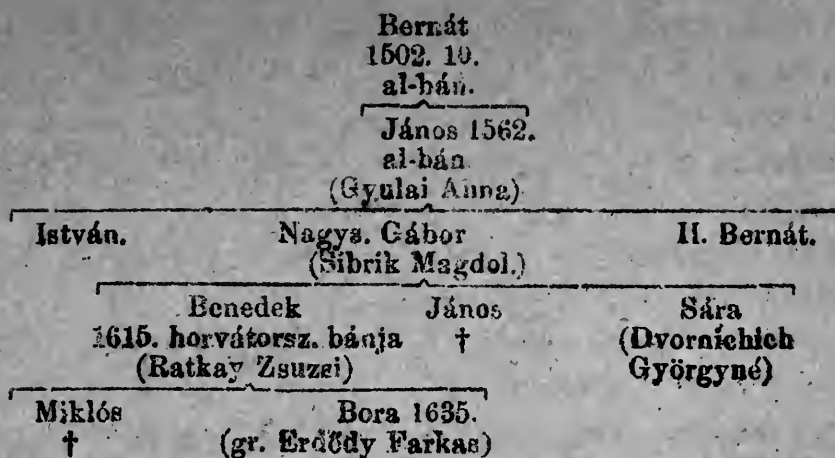 Bernát
1502. 10.
al-bán.
János 1562.
al-bán
(Gyulai Anna)
István. Nagys. Gábor II. Bernát.
(Sibrik Magdol.)
Benedek János Sára
1615. horvátorsz. bánja † (Dvornichich
(Ratkay Zsuzsi) Györgyné)
Miklós Bora 1635.
† (gr. Erdődy Farkas)